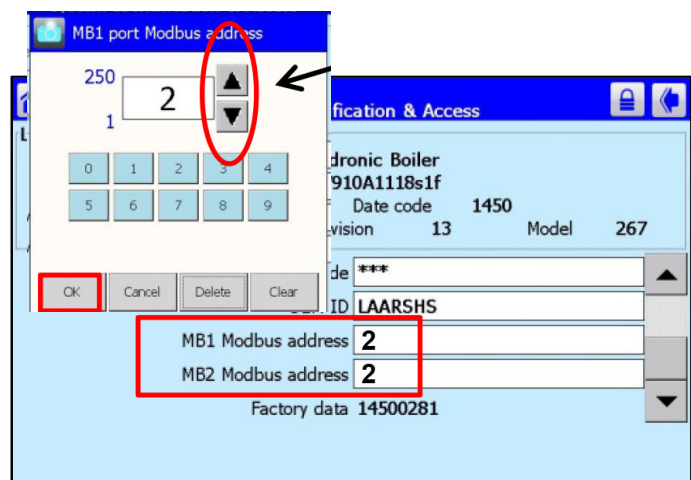 MB1 port Modbus address
250
2
1
0 1 2 3 4
5 6 7 8 9
OK Cancel Delete Clear
fication & Access
dronic Boiler
910A1118s1f
Date code 1450
vision 13 Model 267
de ***
ID LAARSHS
MB1 Modbus address 2
MB2 Modbus address 2
Factory data 14500281